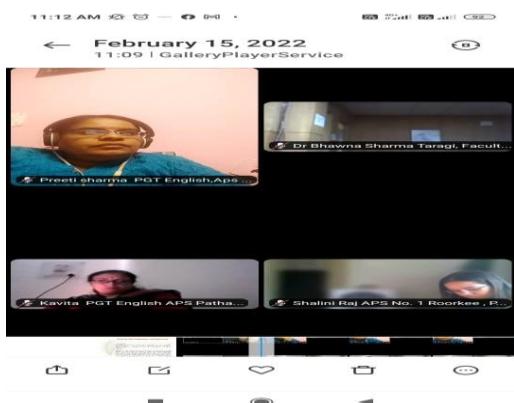 11:12 AM
February 15, 2022
11:09 | GalleryPlayerService
Preeti sharma PGT English,Aps ...
Dr Bhawna Sharma Taragi, Facult...
Kavita PGT English APS Patha...
Shalini Raj APS No. 1 Roorkee , P...